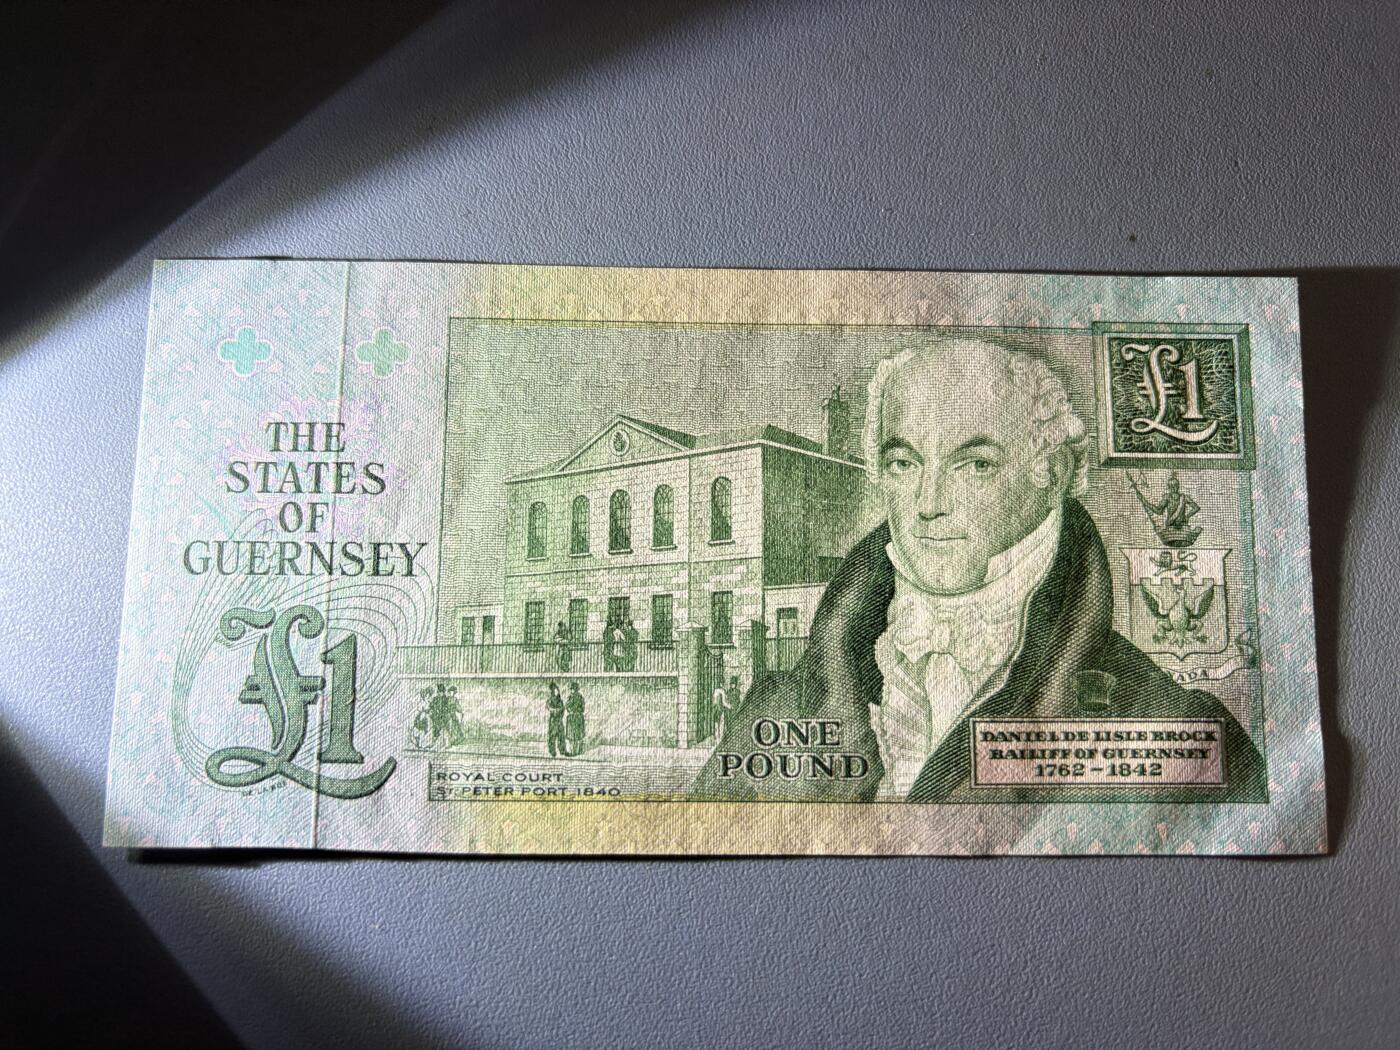 THE
STATES
OF
GUERNSEY
£1
£1
ROYAL COURT
ST PETER PORT 1840
ONE
POUND
DANIEL DE LISLE BROCK
BAILIFF OF GUERNSEY
1762-1842